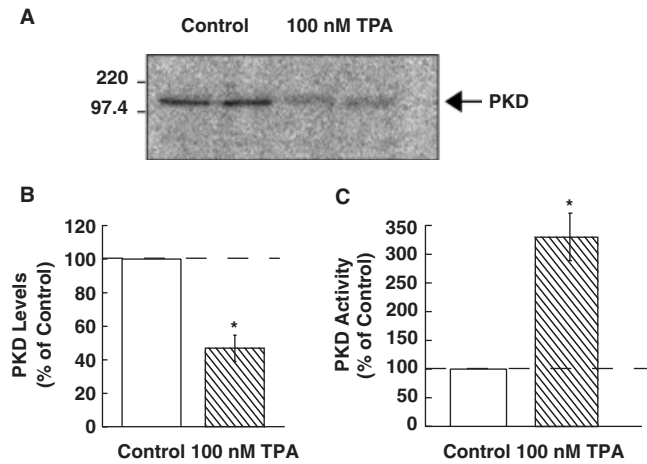 A
Control 100 nM TPA
220
97.4
PKD
B
PKD Levels
(% of Control)
120
100
80
60
40
20
0
*
Control 100 nM TPA
C
PKD Activity
(% of Control)
350
300
250
200
150
100
50
0
*
Control 100 nM TPA